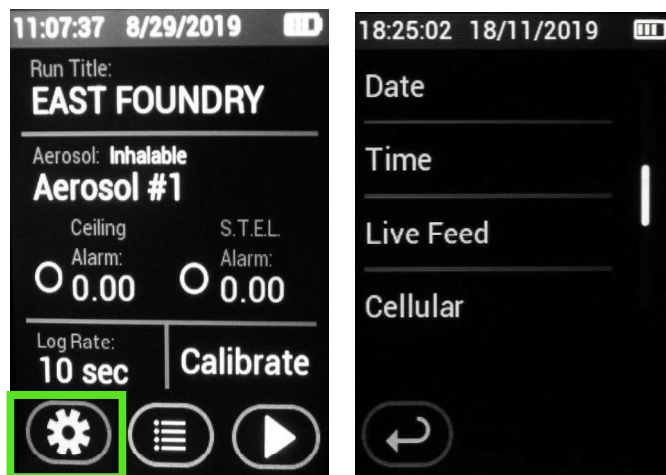 11:07:37 8/29/2019
Run Title:
EAST FOUNDRY
Aerosol: Inhalable
Aerosol #1
Ceiling S.T.E.L.
Alarm: Alarm:
0.00 0.00
Log Rate:
10 sec
Calibrate
18:25:02 18/11/2019
Date
Time
Live Feed
Cellular